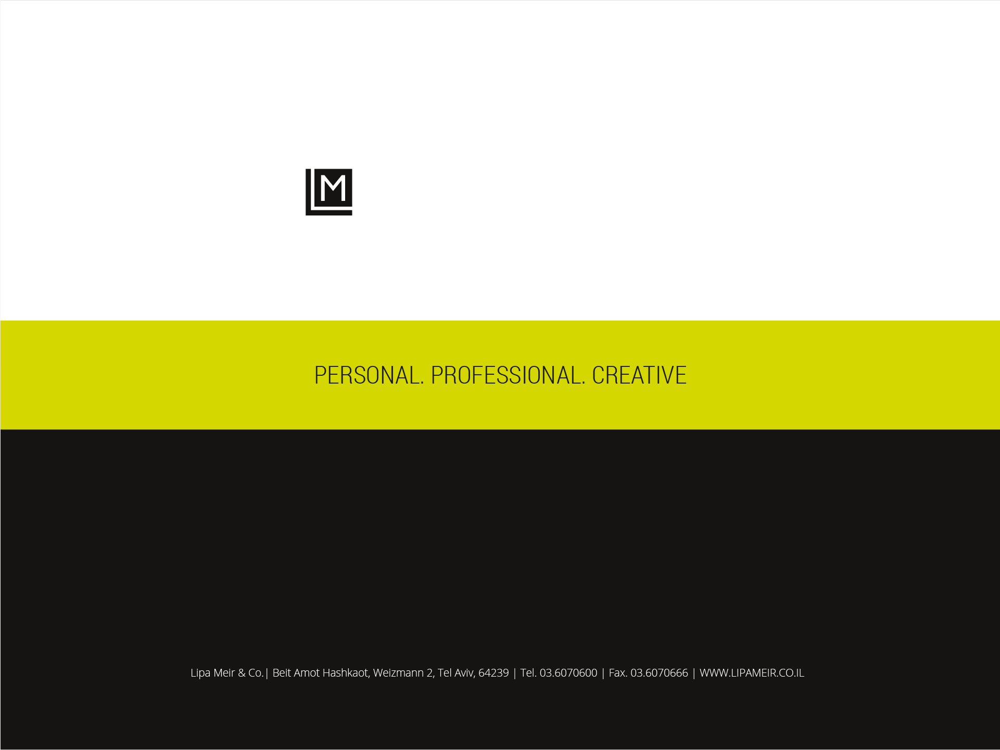 LM
PERSONAL. PROFESSIONAL. CREATIVE
Lipa Meir & Co.| Beit Amot Hashkaot, Weizmann 2, Tel Aviv, 64239 | Tel. 03.6070600 | Fax. 03.6070666 | WWW.LIPAMEIR.CO.IL